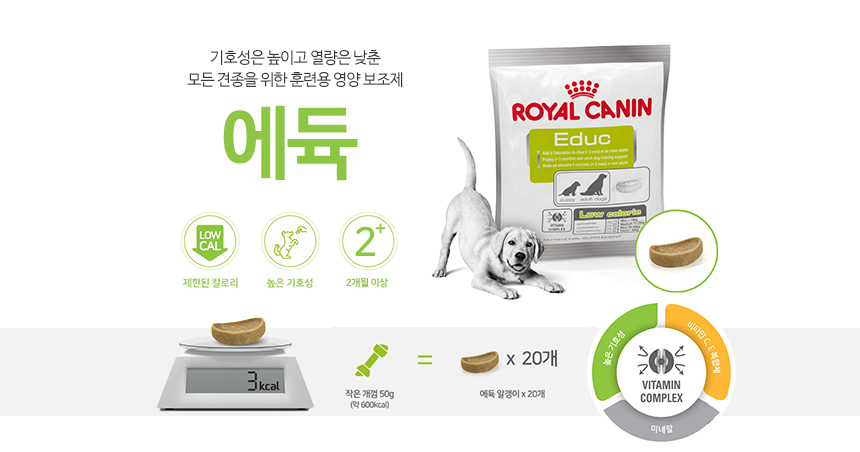 기호성은 높이고 열량은 낮춘
모든 견종을 위한 훈련용 영양 보조제
에듀
LOW
CAL
제한된 칼로리
높은 기호성
2+
2개월 이상
ROYAL CANIN
Educ
puppy adult dogs
VITAMIN
COMPLEX
Low calorie
3 kcal
작은 개껌 50g
(약 600kcal)
=
x 20개
에듀 알갱이 x 20개
높은 기호성
비타민 C, E 복합체
미네랄
VITAMIN
COMPLEX